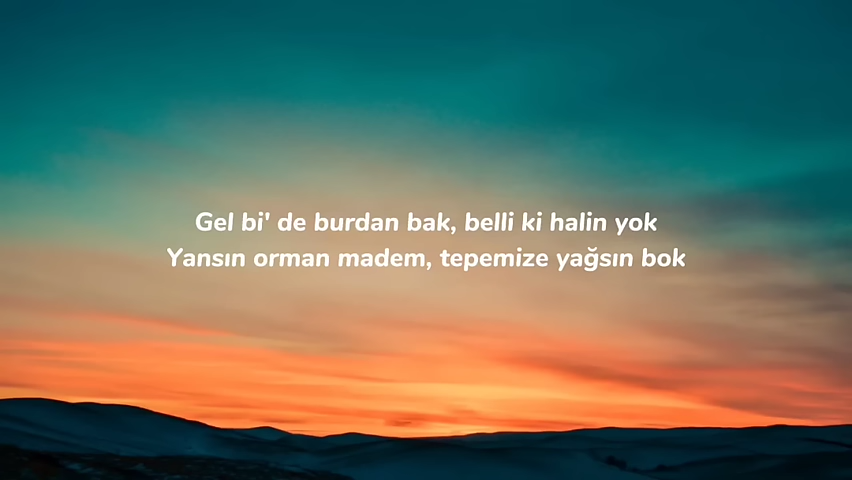 Gel bi' de burdan bak, belli ki halin yok
Yansın orman madem, tepemize yağsın bok